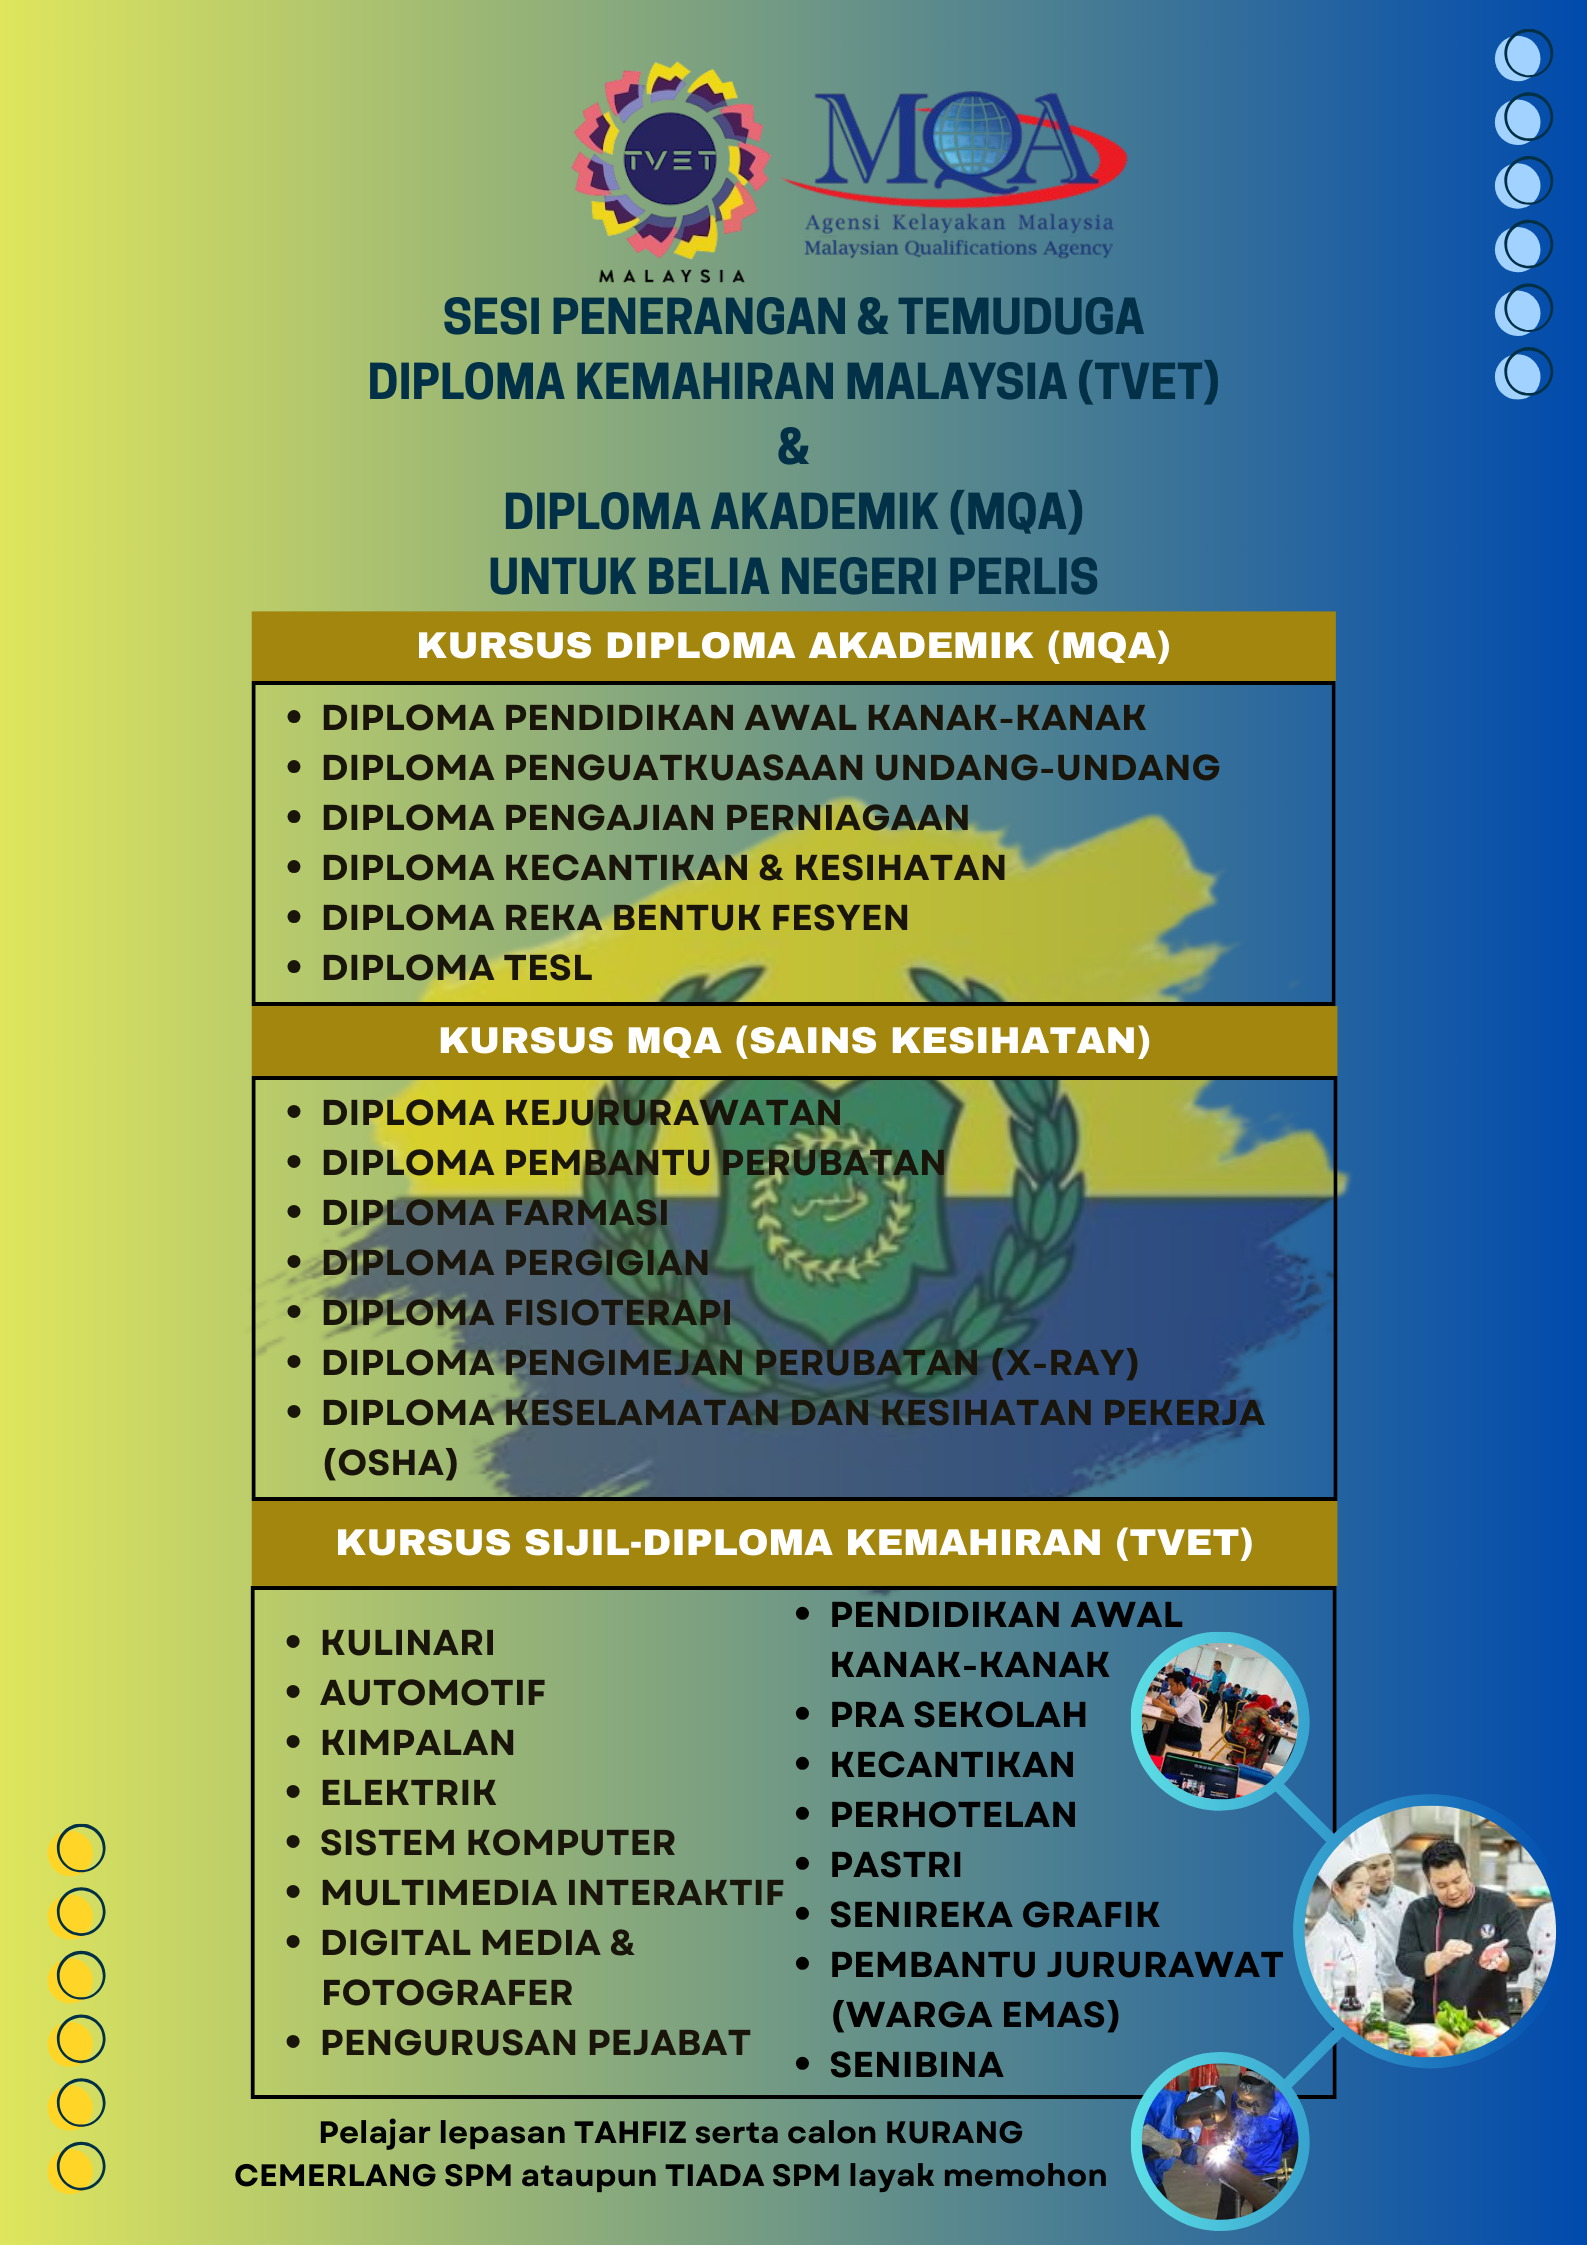 TVET
MALAYSIA
MQA
Agensi Kelayakan Malaysia
Malaysian Qualifications Agency
SESI PENERANGAN & TEMUDUGA
DIPLOMA KEMAHIRAN MALAYSIA (TVET)
&
DIPLOMA AKADEMIK (MQA)
UNTUK BELIA NEGERI PERLIS
KURSUS DIPLOMA AKADEMIK (MQA)
• DIPLOMA PENDIDIKAN AWAL KANAK-KANAK
• DIPLOMA PENGUATKUASAAN UNDANG-UNDANG
• DIPLOMA PENGAJIAN PERNIAGAAN
• DIPLOMA KECANTIKAN & KESIHATAN
• DIPLOMA REKA BENTUK FESYEN
• DIPLOMA TESL
KURSUS MQA (SAINS KESIHATAN)
• DIPLOMA KEJURURAWATAN
• DIPLOMA PEMBANTU PERUBATAN
• DIPLOMA FARMASI
• DIPLOMA PERGIGIAN
• DIPLOMA FISIOTERAPI
• DIPLOMA PENGIMEJAN PERUBATAN (X-RAY)
• DIPLOMA KESELAMATAN DAN KESIHATAN PEKERJA
(OSHA)
KURSUS SIJIL-DIPLOMA KEMAHIRAN (TVET)
• KULINARI
• AUTOMOTIF
• KIMPALAN
• ELEKTRIK
• SISTEM KOMPUTER
• MULTIMEDIA INTERAKTIF
• DIGITAL MEDIA &
FOTOGRAFER
• PENGURUSAN PEJABAT
• PENDIDIKAN AWAL
KANAK-KANAK
• PRA SEKOLAH
• KECANTIKAN
• PERHOTELAN
• PASTRI
• SENIREKA GRAFIK
• PEMBANTU JURURAWAT
(WARGA EMAS)
• SENIBINA
Pelajar lepasan TAHFIZ serta calon KURANG
CEMERLANG SPM ataupun TIADA SPM layak memohon